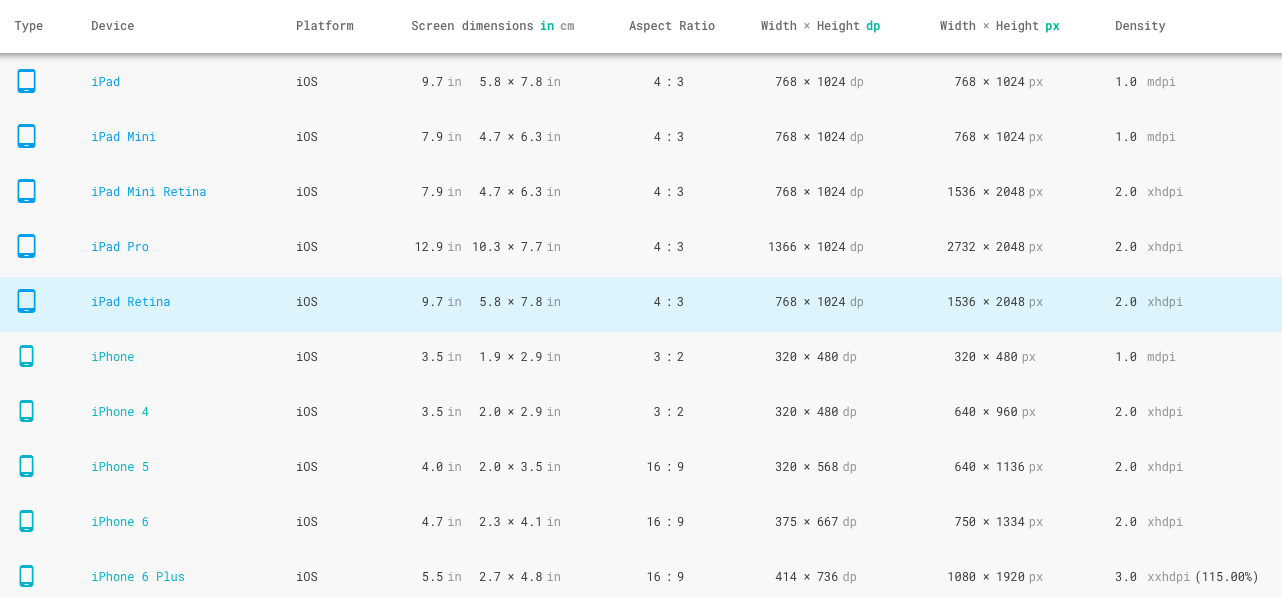 Type Device Platform Screen dimensions in cm Aspect Ratio Width × Height dp Width × Height px Density
iPad iOS 9.7 in 5.8 × 7.8 in 4 : 3 768 × 1024 dp 768 × 1024 px 1.0 mdpi
iPad Mini iOS 7.9 in 4.7 × 6.3 in 4 : 3 768 × 1024 dp 768 × 1024 px 1.0 mdpi
iPad Mini Retina iOS 7.9 in 4.7 × 6.3 in 4 : 3 768 × 1024 dp 1536 × 2048 px 2.0 xhdpi
iPad Pro iOS 12.9 in 10.3 × 7.7 in 4 : 3 1366 × 1024 dp 2732 × 2048 px 2.0 xhdpi
iPad Retina iOS 9.7 in 5.8 × 7.8 in 4 : 3 768 × 1024 dp 1536 × 2048 px 2.0 xhdpi
iPhone iOS 3.5 in 1.9 × 2.9 in 3 : 2 320 × 480 dp 320 × 480 px 1.0 mdpi
iPhone 4 iOS 3.5 in 2.0 × 2.9 in 3 : 2 320 × 480 dp 640 × 960 px 2.0 xhdpi
iPhone 5 iOS 4.0 in 2.0 × 3.5 in 16 : 9 320 × 568 dp 640 × 1136 px 2.0 xhdpi
iPhone 6 iOS 4.7 in 2.3 × 4.1 in 16 : 9 375 × 667 dp 750 × 1334 px 2.0 xhdpi
iPhone 6 Plus iOS 5.5 in 2.7 × 4.8 in 16 : 9 414 × 736 dp 1080 × 1920 px 3.0 xxhdpi (115.00%)